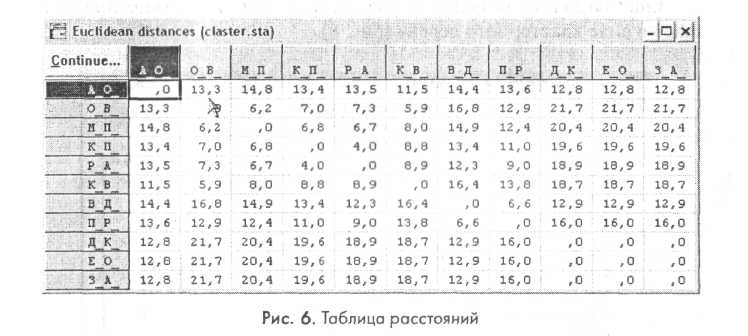 Euclidean distances (claster.sta)
Continue... А_О_ О_В_ М_П_ К_П_ Р_А_ К_В_ В_Д_ П_Р_ Д_К_ Е_О_ З_А_
А_О_ ,0 13,3 14,8 13,4 13,5 11,5 14,4 13,6 12,8 12,8 12,8
О_В_ 13,3 6,2 7,0 7,3 5,9 16,8 12,9 21,7 21,7 21,7
М_П_ 14,8 6,2 ,0 6,8 6,7 8,0 14,9 12,4 20,4 20,4 20,4
К_П_ 13,4 7,0 6,8 ,0 4,0 8,8 13,4 11,0 19,6 19,6 19,6
Р_А_ 13,5 7,3 6,7 4,0 ,0 8,9 12,3 9,0 18,9 18,9 18,9
К_В_ 11,5 5,9 8,0 8,8 8,9 ,0 16,4 13,8 18,7 18,7 18,7
В_Д_ 14,4 16,8 14,9 13,4 12,3 16,4 ,0 6,6 12,9 12,9 12,9
П_Р_ 13,6 12,9 12,4 11,0 9,0 13,8 6,6 ,0 16,0 16,0 16,0
Д_К_ 12,8 21,7 20,4 19,6 18,9 18,7 12,9 16,0 ,0 ,0 ,0
Е_О_ 12,8 21,7 20,4 19,6 18,9 18,7 12,9 16,0 ,0 ,0 ,0
З_А_ 12,8 21,7 20,4 19,6 18,9 18,7 12,9 16,0 ,0 ,0 ,0
Рис. 6. Таблица расстояний